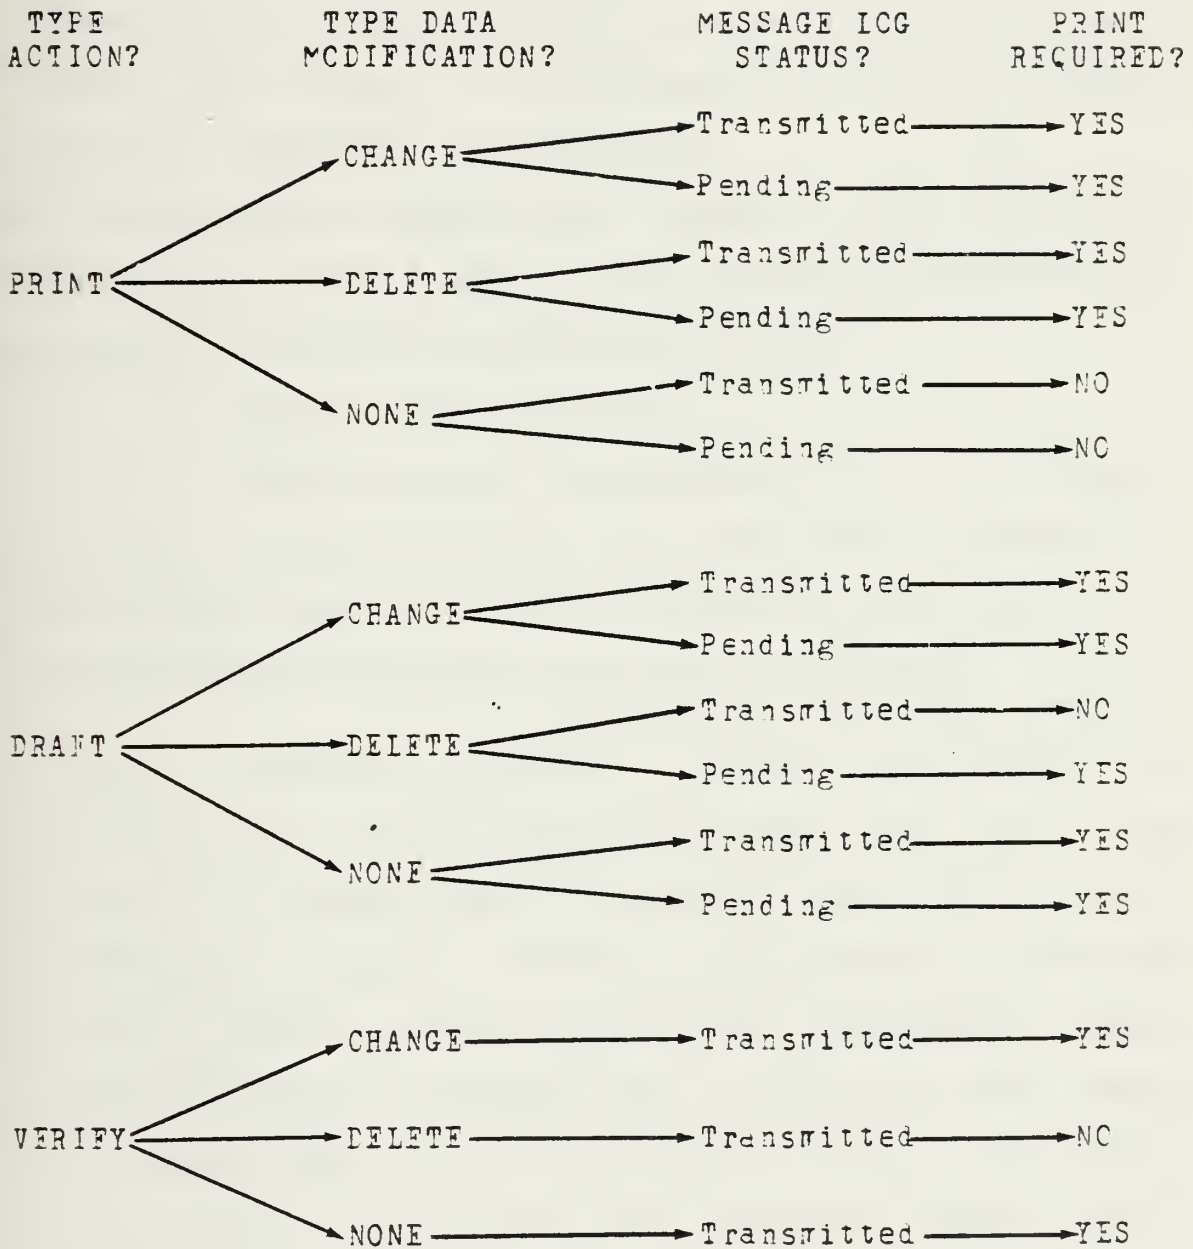 TYPE TYPE DATA MESSAGE LOG PRINT
ACTION? MODIFICATION? STATUS? REQUIRED?
Transmitted YES
CHANGE
Pending YES
Transmitted YES
PRINT DELETE
Pending YES
Transmitted NO
NONE
Pending NO
Transmitted YES
CHANGE
Pending YES
Transmitted NO
DRAFT DELETE
Pending YES
Transmitted YES
NONE
Pending YES
CHANGE Transmitted YES
VERIFY DELETE Transmitted NO
NONE Transmitted YES